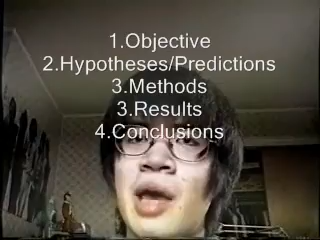 1.Objective
2.Hypotheses/Predictions
3.Methods
3.Results
4.Conclusions